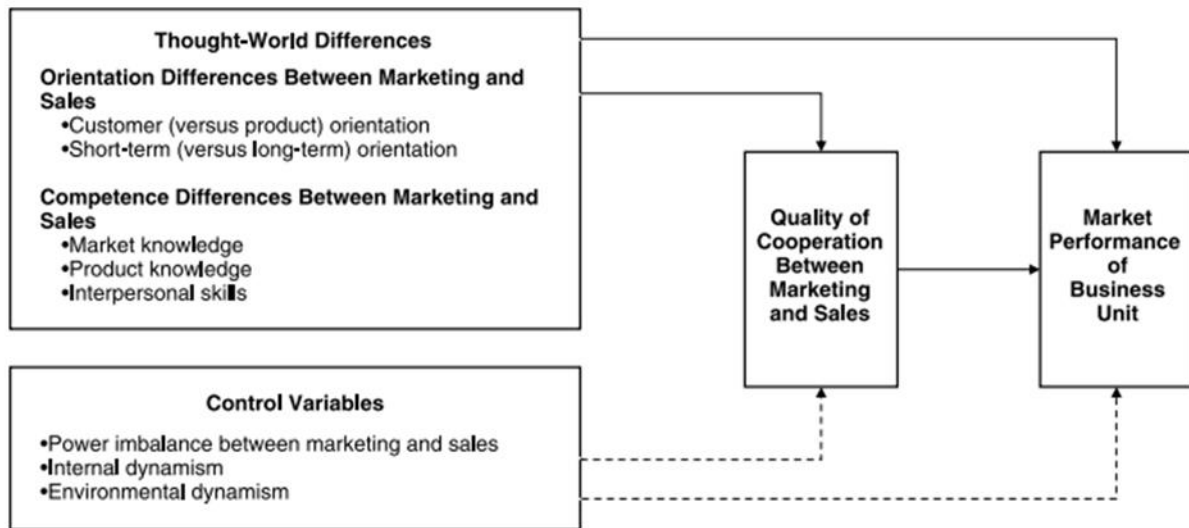 Thought-World Differences
Orientation Differences Between Marketing and
Sales
•Customer (versus product) orientation
•Short-term (versus long-term) orientation
Competence Differences Between Marketing and
Sales
•Market knowledge
•Product knowledge
•Interpersonal skills
Quality of
Cooperation
Between
Marketing
and Sales
Market
Performance
of
Business
Unit
Control Variables
•Power imbalance between marketing and sales
•Internal dynamism
•Environmental dynamism